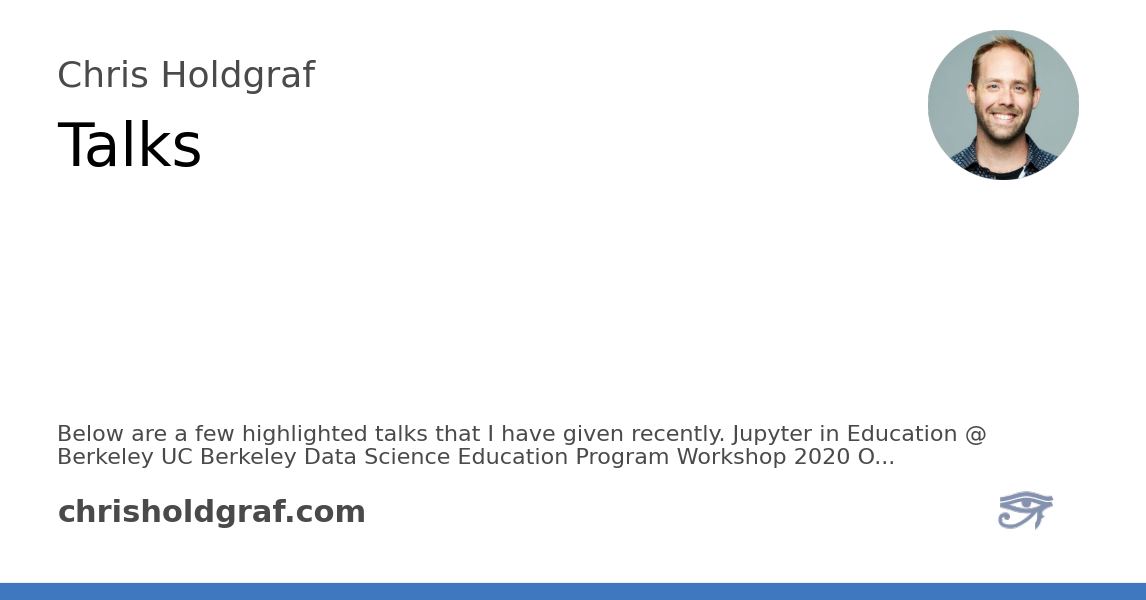 Chris Holdgraf
Talks
Below are a few highlighted talks that I have given recently. Jupyter in Education @
Berkeley UC Berkeley Data Science Education Program Workshop 2020 O...
chrisholdgraf.com